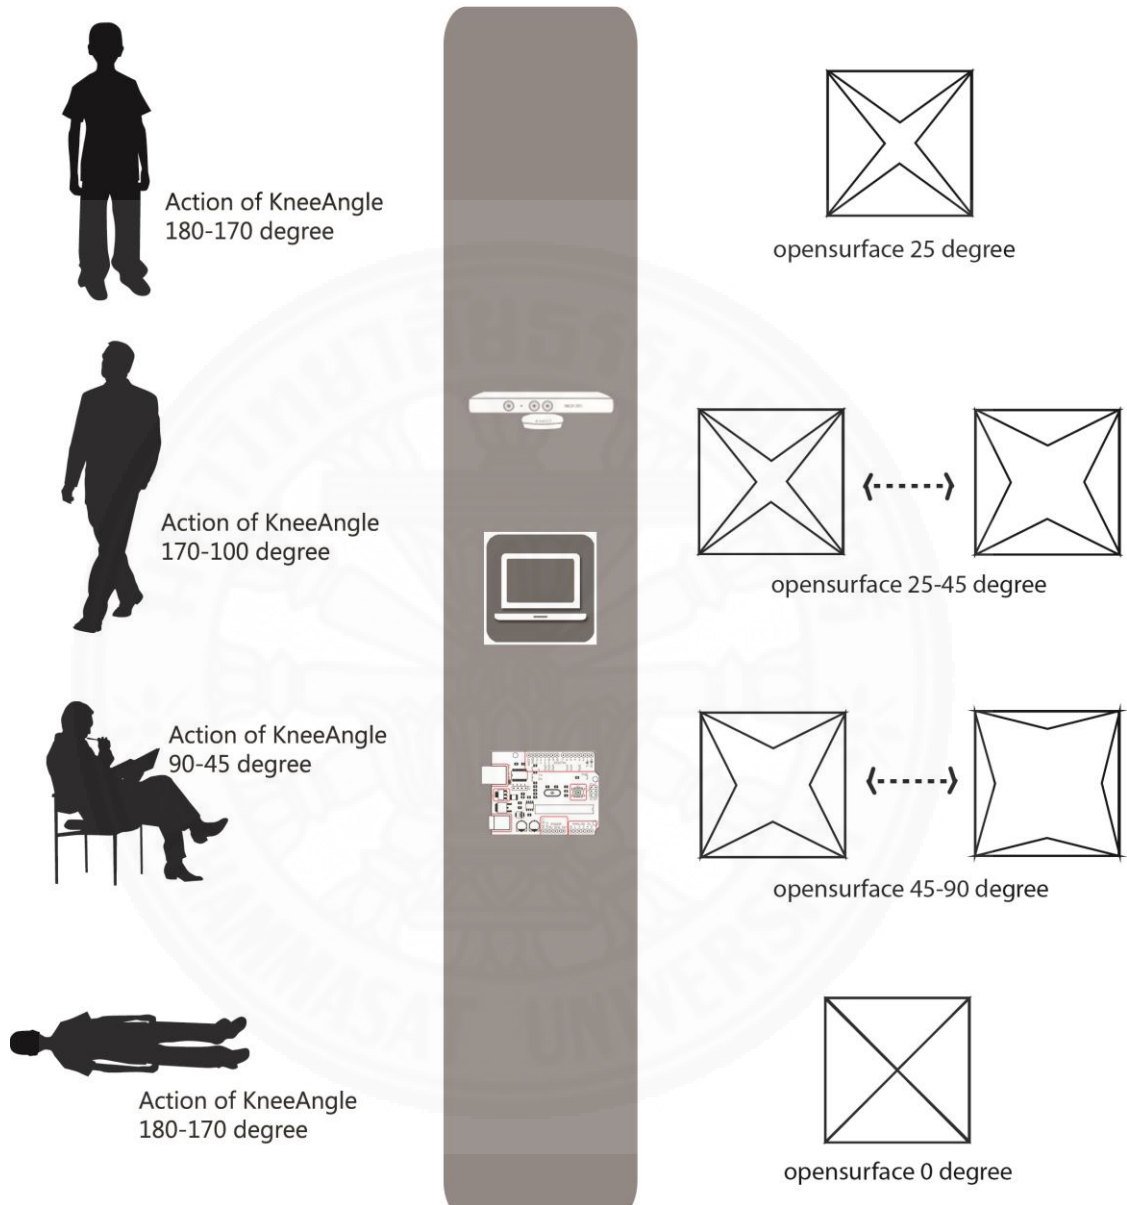 Action of KneeAngle
180-170 degree
opensurface 25 degree
Action of KneeAngle
170-100 degree
opensurface 25-45 degree
Action of KneeAngle
90-45 degree
opensurface 45-90 degree
Action of KneeAngle
180-170 degree
opensurface 0 degree